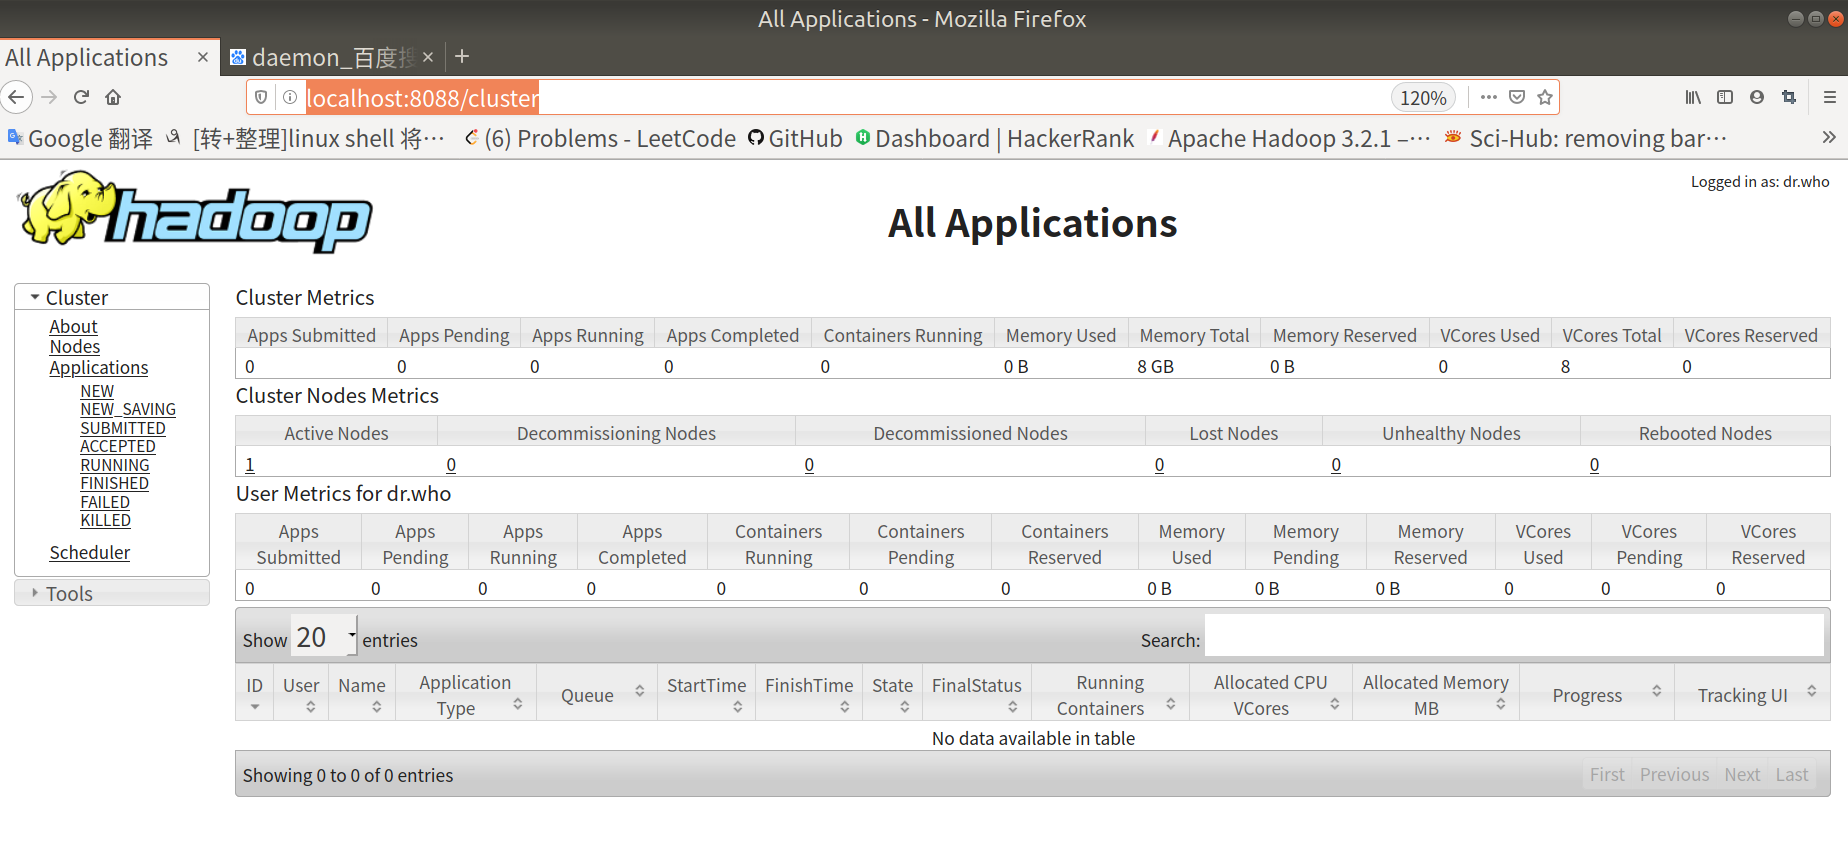 All Applications - Mozilla Firefox
All Applications × daemon_百度搜 × +
localhost:8088/cluster 120%
Google 翻译 [转+整理]linux shell 将… (6) Problems - LeetCode GitHub Dashboard | HackerRank Apache Hadoop 3.2.1 –… Sci-Hub: removing bar… »
Logged in as: dr.who
hadoop
All Applications
Cluster
About
Nodes
Applications
NEW
NEW_SAVING
SUBMITTED
ACCEPTED
RUNNING
FINISHED
FAILED
KILLED
Scheduler
Tools
Cluster Metrics
Apps Submitted Apps Pending Apps Running Apps Completed Containers Running Memory Used Memory Total Memory Reserved VCores Used VCores Total VCores Reserved
0 0 0 0 0 0 B 8 GB 0 B 0 8 0
Cluster Nodes Metrics
Active Nodes Decommissioning Nodes Decommissioned Nodes Lost Nodes Unhealthy Nodes Rebooted Nodes
1 0 0 0 0 0
User Metrics for dr.who
Apps Submitted Apps Pending Apps Running Apps Completed Containers Running Containers Pending Containers Reserved Memory Used Memory Pending Memory Reserved VCores Used VCores Pending VCores Reserved
0 0 0 0 0 0 0 0 B 0 B 0 B 0 0 0
Show 20 entries Search:
ID User Name Application Type Queue StartTime FinishTime State FinalStatus Running Containers Allocated CPU VCores Allocated Memory MB Progress Tracking UI
No data available in table
Showing 0 to 0 of 0 entries First Previous Next Last